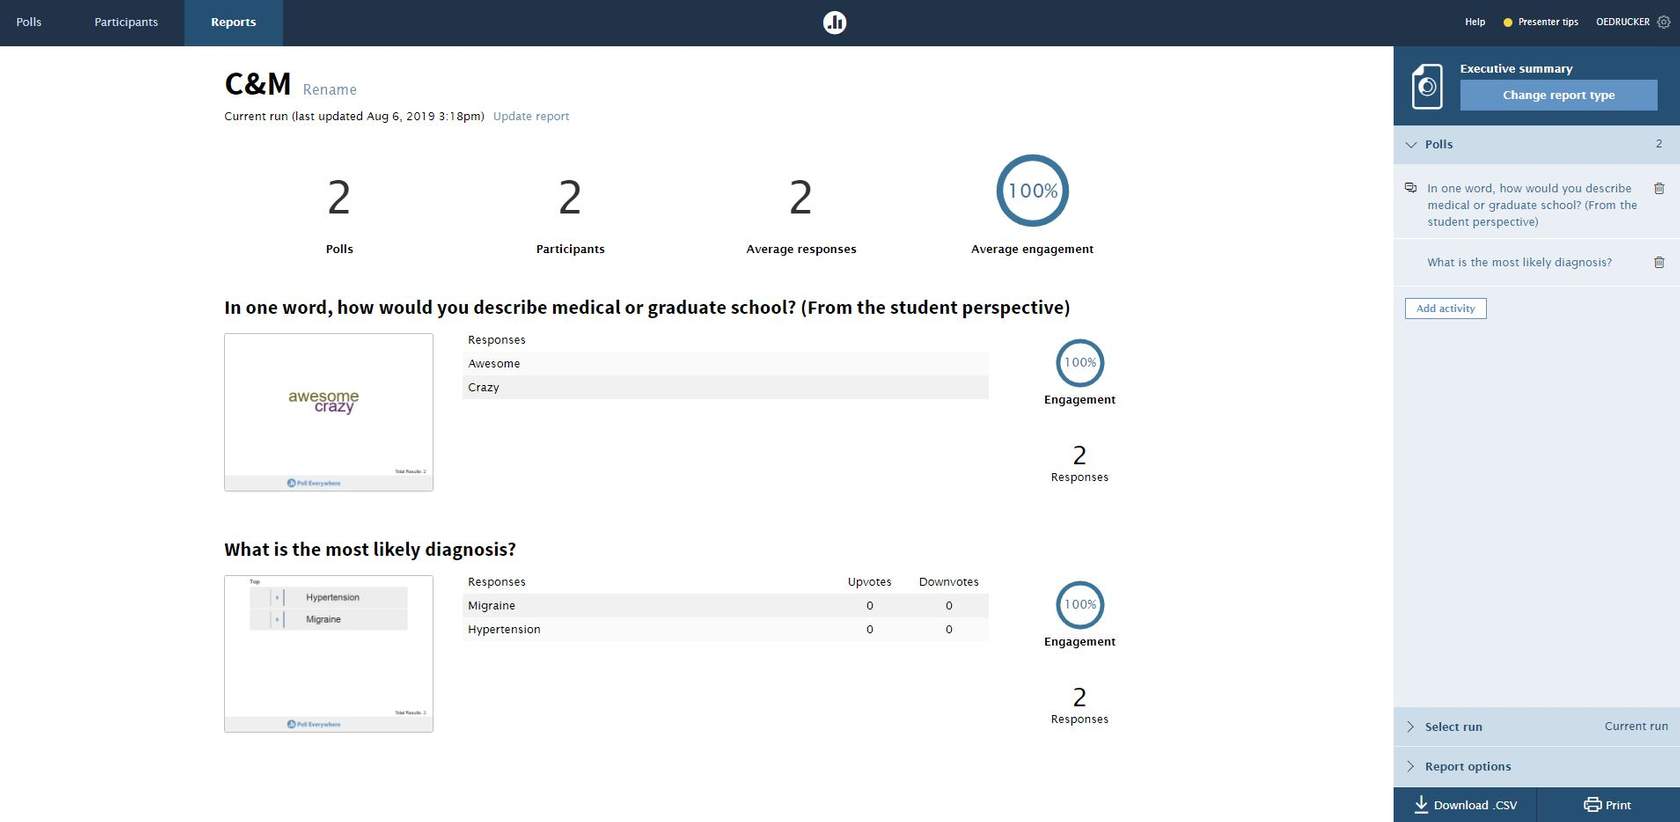 Polls Participants Reports Help Presenter tips OEDRUCKER
C&M Rename
Current run (last updated Aug 6, 2019 3:18pm) Update report
2 2 2 100%
Polls Participants Average responses Average engagement
In one word, how would you describe medical or graduate school? (From the student perspective)
Responses
Awesome
Crazy
awesome
crazy
Total Results: 2
Poll Everywhere
100%
Engagement
2
Responses
What is the most likely diagnosis?
Top
Hypertension
Migraine
Total Results: 2
Poll Everywhere
Responses Upvotes Downvotes
Migraine 0 0
Hypertension 0 0
100%
Engagement
2
Responses
Executive summary
Change report type
Polls 2
In one word, how would you describe
medical or graduate school? (From the
student perspective)
What is the most likely diagnosis?
Add activity
Select run Current run
Report options
Download .CSV Print